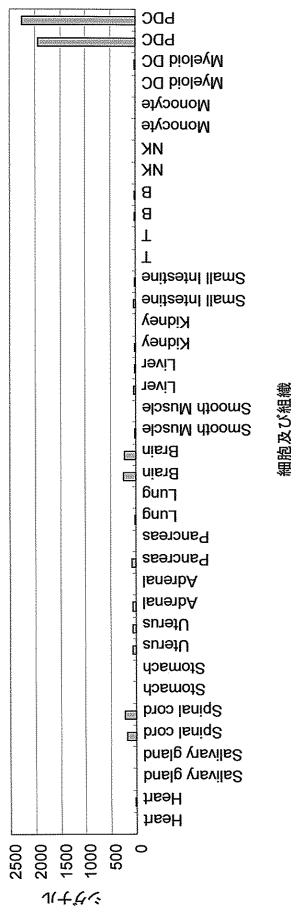 シグナル
2500
2000
1500
1000
500
0
Heart
Heart
Salivary gland
Salivary gland
Spinal cord
Spinal cord
Stomach
Stomach
Uterus
Uterus
Adrenal
Adrenal
Pancreas
Pancreas
Lung
Lung
Brain
Brain
Smooth Muscle
Smooth Muscle
Liver
Liver
Kidney
Kidney
Small Intestine
Small Intestine
T
T
B
B
NK
NK
Monocyte
Monocyte
Myeloid DC
Myeloid DC
PDC
PDC
細胞及び組織